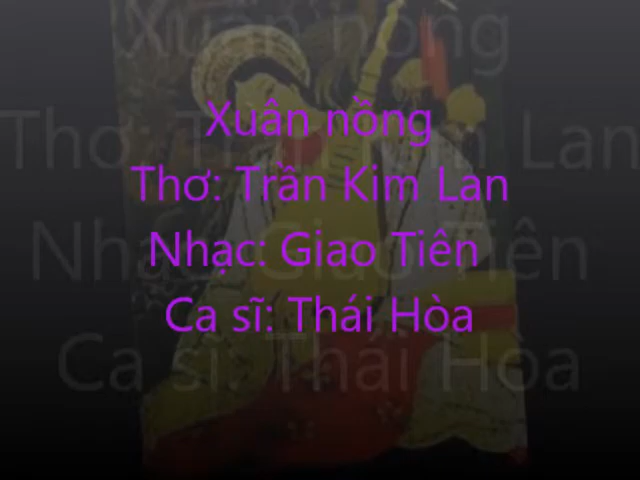 Xuân nồng
Thơ: Trần Kim Lan
Nhạc: Giao Tiên
Ca sĩ: Thái Hòa